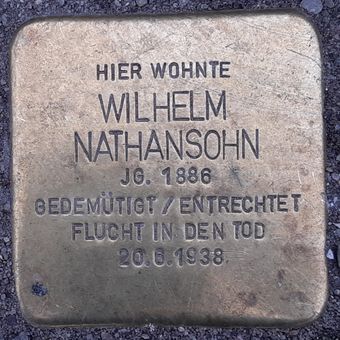 HIER WOHNTE
WILHELM
NATHANSOHN
JG. 1886
GEDEMÜTIGT / ENTRECHTET
FLUCHT IN DEN TOD
20.6.1938